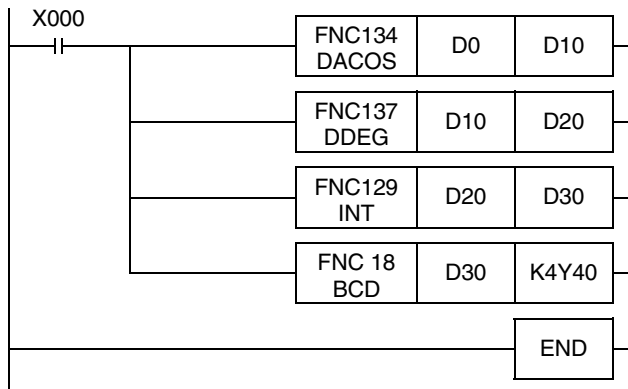 X000
FNC134
DACOS
D0
D10
FNC137
DDEG
D10
D20
FNC129
INT
D20
D30
FNC 18
BCD
D30
K4Y40
END